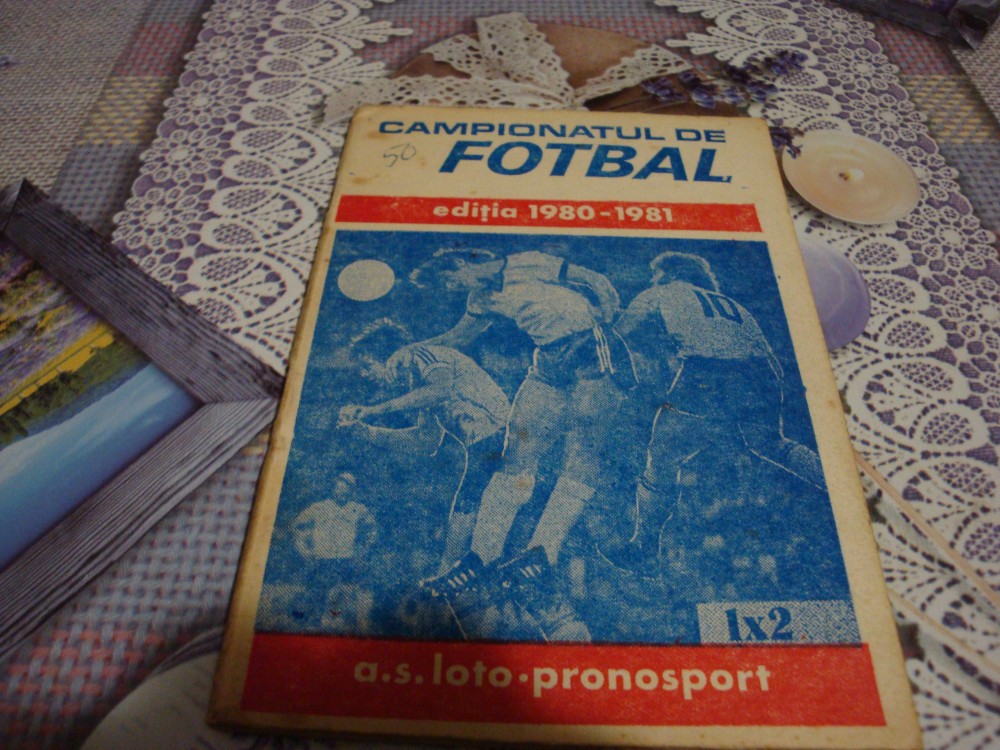 CAMPIONATUL DE
50
FOTBAL
ediția 1980-1981
10
1x2
a.s. loto·pronosport